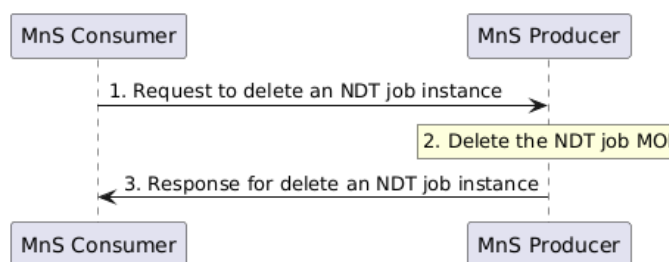 MnS Consumer MnS Producer
1. Request to delete an NDT job instance
2. Delete the NDT job
3. Response for delete an NDT job instance
MnS Consumer MnS Producer